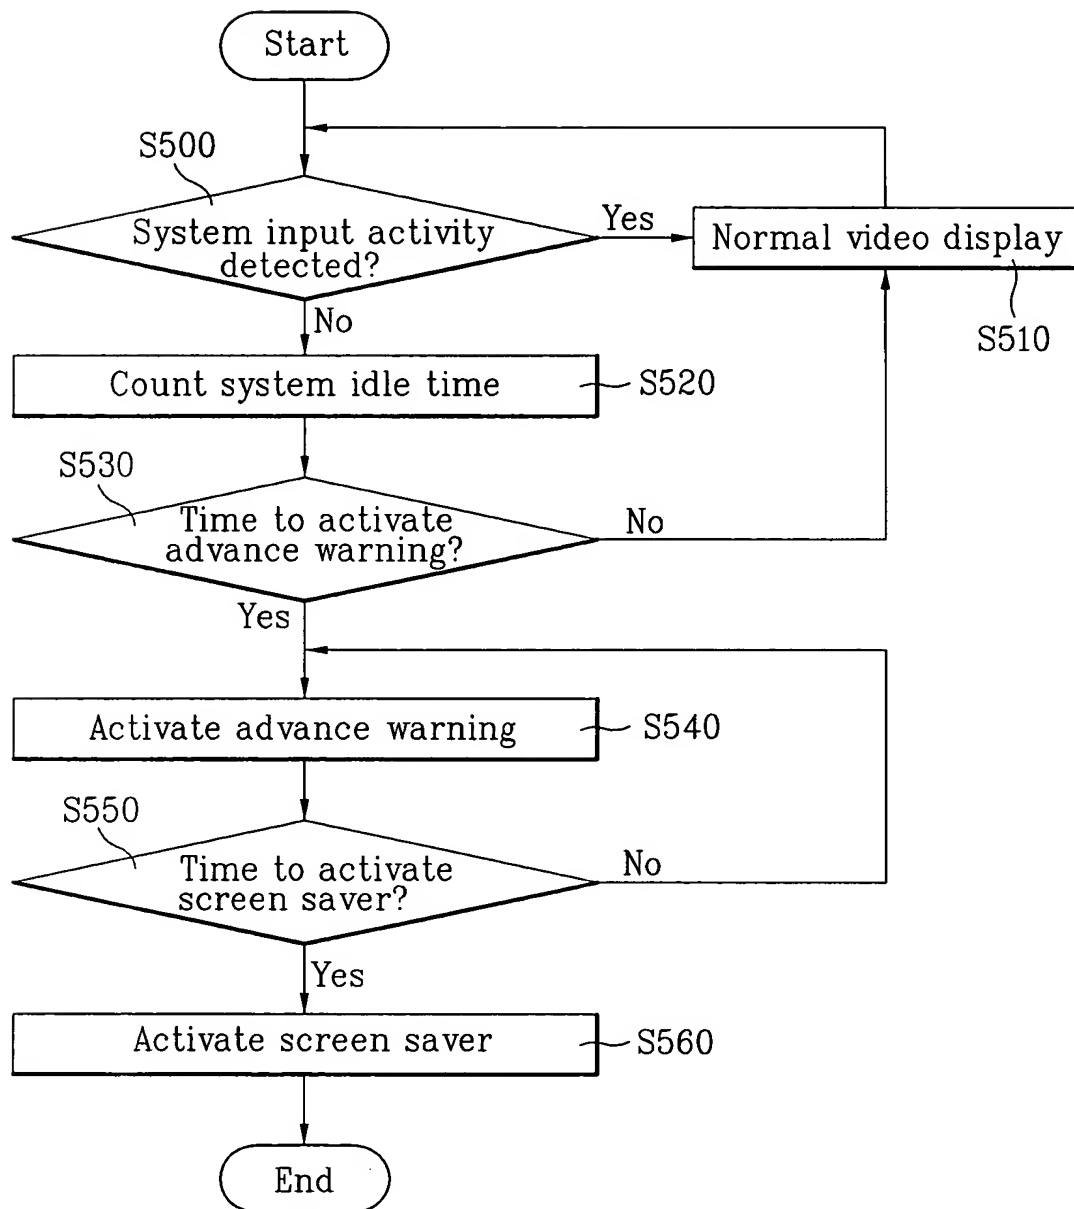 Start
S500
System input activity
detected?
Yes
Normal video display
S510
No
Count system idle time
S520
S530
Time to activate
advance warning?
No
Yes
Activate advance warning
S540
S550
Time to activate
screen saver?
No
Yes
Activate screen saver
S560
End